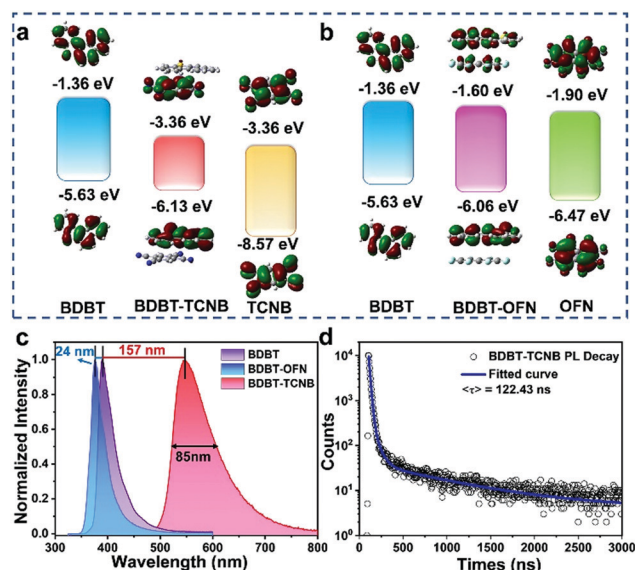 a
b
-1.36 eV
-3.36 eV
-3.36 eV
-5.63 eV
-6.13 eV
-8.57 eV
BDBT
BDBT-TCNB
TCNB
-1.36 eV
-1.60 eV
-1.90 eV
-5.63 eV
-6.06 eV
-6.47 eV
BDBT
BDBT-OFN
OFN
c
24 nm
157 nm
BDBT
BDBT-OFN
BDBT-TCNB
85nm
Normalized Intensity
1.0
0.8
0.6
0.4
0.2
0.0
300 400 500 600 700 800
Wavelength (nm)
d
BDBT-TCNB PL Decay
Fitted curve
<τ> = 122.43 ns
Counts
10⁴
10³
10²
10¹
10⁰
0 500 1000 1500 2000 2500 3000
Times (ns)